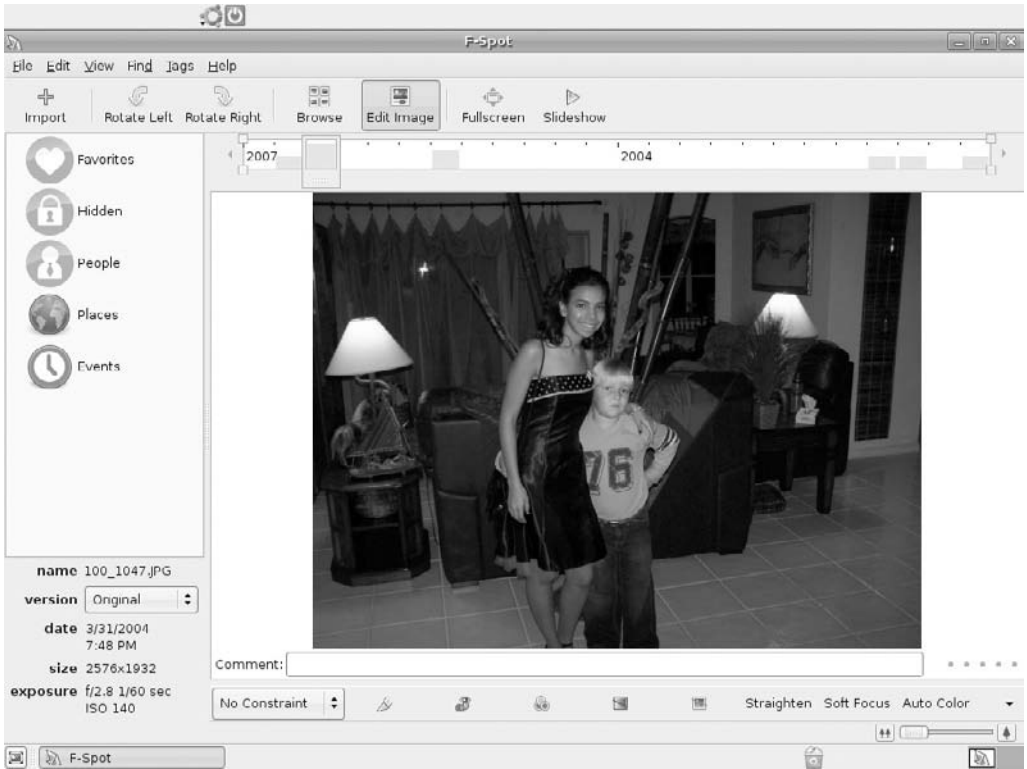 F-Spot
File Edit View Find Tags Help
Import Rotate Left Rotate Right Browse Edit Image Fullscreen Slideshow
2007 2004
Favorites
Hidden
People
Places
Events
76
name 100_1047.JPG
version Original
date 3/31/2004
7:48 PM
size 2576x1932
exposure f/2.8 1/60 sec
ISO 140
Comment:
No Constraint Straighten Soft Focus Auto Color
F-Spot